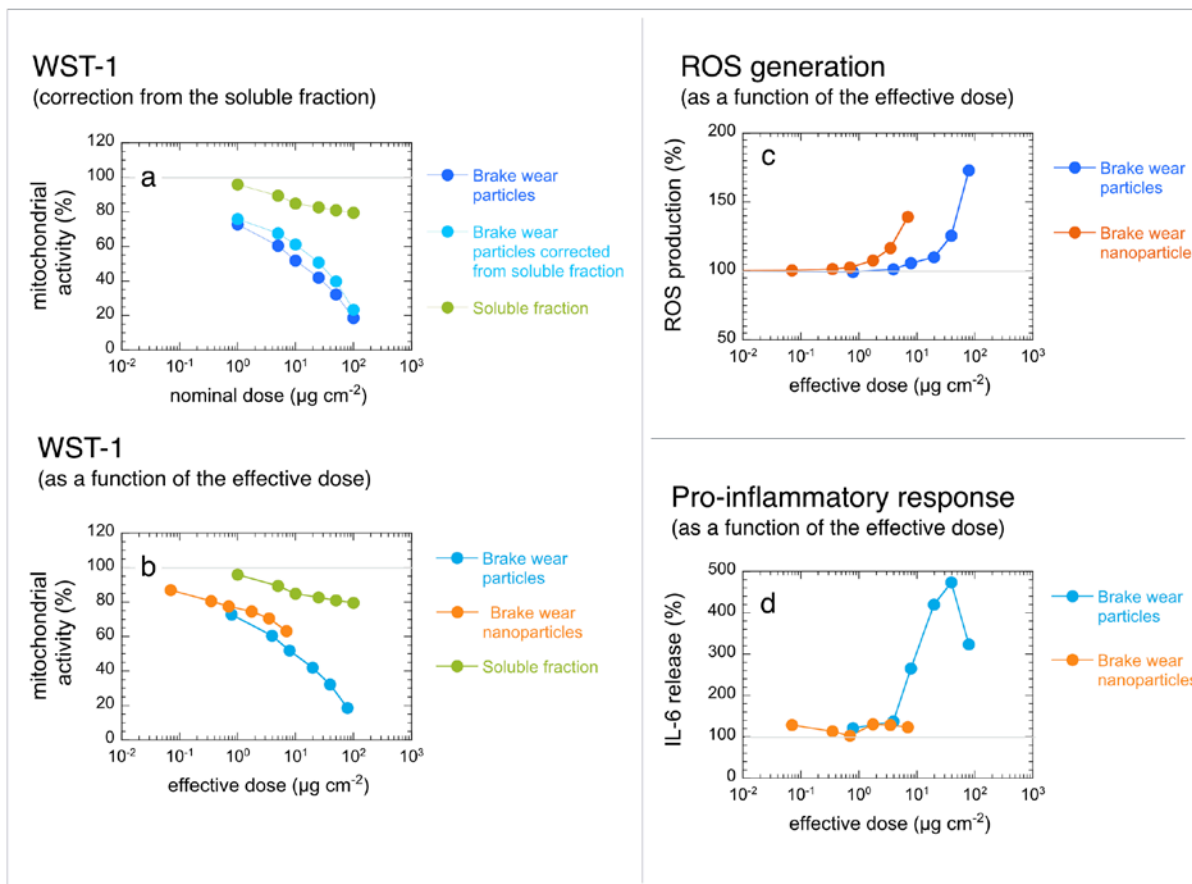 WST-1
(correction from the soluble fraction)
120
100
80
60
40
20
0
mitochondrial
activity (%)
a
10-2
10-1
100
101
102
103
nominal dose (µg cm-2)
Brake wear
particles
Brake wear
particles corrected
from soluble fraction
Soluble fraction
WST-1
(as a function of the effective dose)
120
100
80
60
40
20
0
mitochondrial
activity (%)
b
10-2
10-1
100
101
102
103
effective dose (µg cm-2)
Brake wear
particles
Brake wear
nanoparticles
Soluble fraction
ROS generation
(as a function of the effective dose)
200
150
100
50
ROS production (%)
c
10-2
10-1
100
101
102
103
effective dose (µg cm-2)
Brake wear
particles
Brake wear
nanoparticle
Pro-inflammatory response
(as a function of the effective dose)
500
400
300
200
100
0
IL-6 release (%)
d
10-2
10-1
100
101
102
103
effective dose (µg cm-2)
Brake wear
particles
Brake wear
nanoparticles